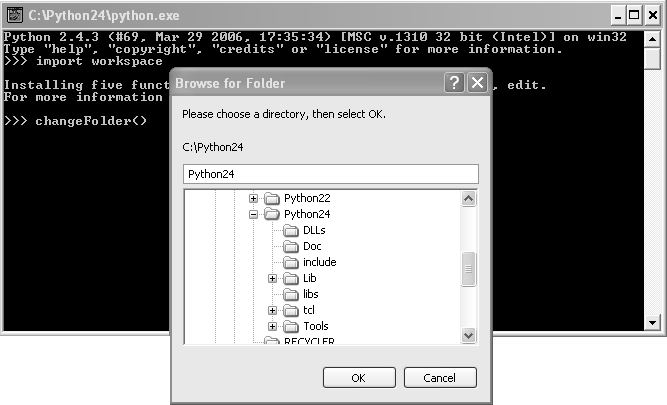 C:\Python24\python.exe
Python 2.4.3 (#69, Mar 29 2006, 17:35:34) [MSC v.1310 32 bit (Intel)] on win32
Type "help", "copyright", "credits" or "license" for more information.
>>> import workspace
Installing five funct , edit.
For more information
>>> changeFolder()
Browse for Folder
Please choose a directory, then select OK.
C:\Python24
Python24
Python22
Python24
DLLs
Doc
include
Lib
libs
tcl
Tools
RECYCLER
OK Cancel